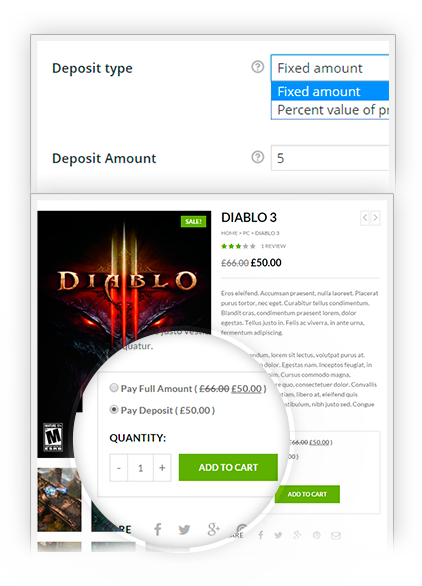 Deposit type
Fixed amount
Fixed amount
Percent value of pr
Deposit Amount
5
SALE!
DIABLO
M
DIABLO 3
HOME > PC > DIABLO 3
1 REVIEW
£66.00 £50.00
Eros eleifend. Accumsan praesent, nulla laoreet. Placerat
purus tortor, nec eget. Curabitur tellus condimentum.
Blandit cras, condimentum praesent lorem, dolor
egestas. Tellus justo in. Felis ac viverra, in ante urna,
fermentum adipiscing.
endum, lorem sit lectus, volutpat purus at.
dolor. Egestas nam, Inceptos feugiat, in
im. Cursus commodo magna,
re quo, consectetuer dolor. Convallis
etiam, libero at, eleifend quis
estibulum, nibh justo sed. Congue
justo vesti
quatur.
Pay Full Amount ( £66.00 £50.00 )
Pay Deposit ( £50.00 )
QUANTITY:
- 1 +
ADD TO CART
RE
£66.00 £50.00 )
.00 )
ADD TO CART
ARE